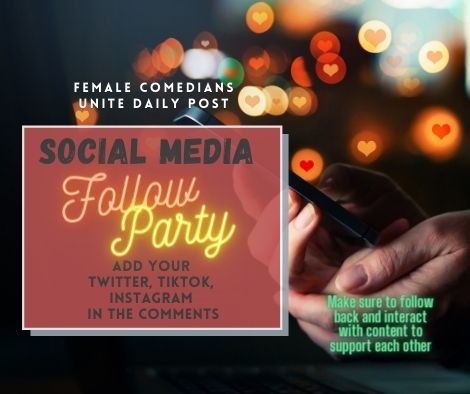 FEMALE COMEDIANS
UNITE DAILY POST
SOCIAL MEDIA
Follow
Party
ADD YOUR
TWITTER, TIKTOK,
INSTAGRAM
IN THE COMMENTS
Make sure to follow
back and interact
with content to
support each other